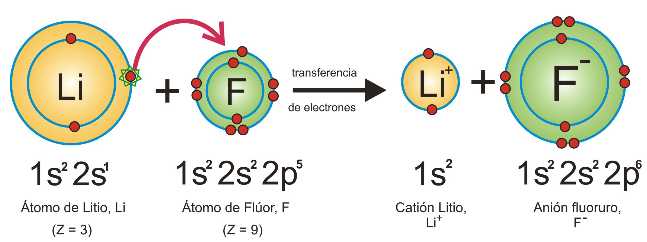 Li + F
transferencia
de electrones
Li⁺ + F⁻
1s² 2s¹
1s² 2s² 2p⁵
1s²
1s² 2s² 2p⁶
Átomo de Litio, Li
(Z = 3)
Átomo de Flúor, F
(Z = 9)
Catión Litio,
Li⁺
Anión fluoruro,
F⁻